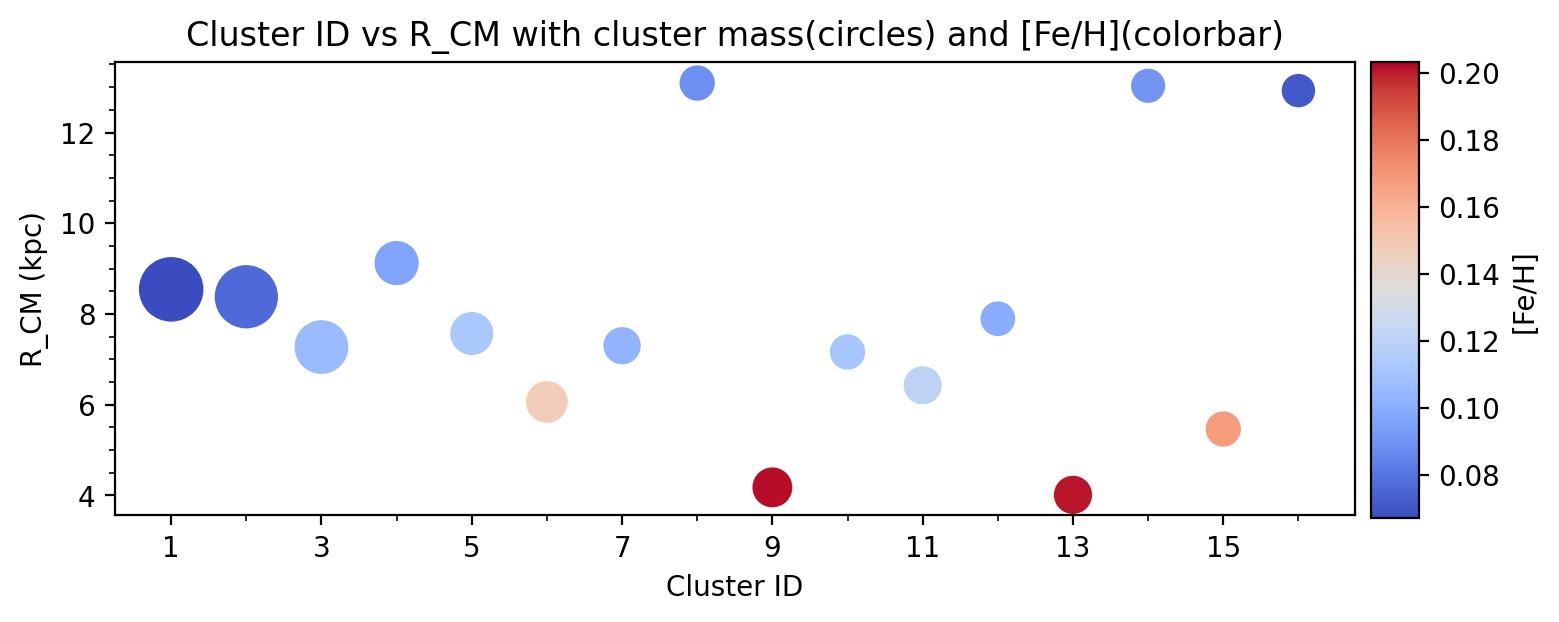 Cluster ID vs R_CM with cluster mass(circles) and [Fe/H](colorbar)
R_CM (kpc)
12
10
8
6
4
1 3 5 7 9 11 13 15
Cluster ID
0.20
0.18
0.16
0.14
0.12
0.10
0.08
[Fe/H]